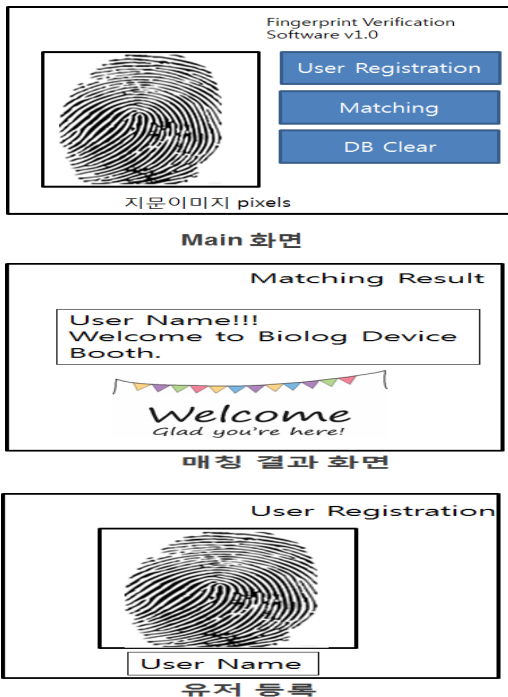 Fingerprint Verification
Software v1.0
User Registration
Matching
DB Clear
지문이미지 pixels
Main 화면
Matching Result
User Name!!!
Welcome to Biolog Device
Booth.
Welcome
Glad you're here!
매칭 결과 화면
User Registration
User Name
유저 등록